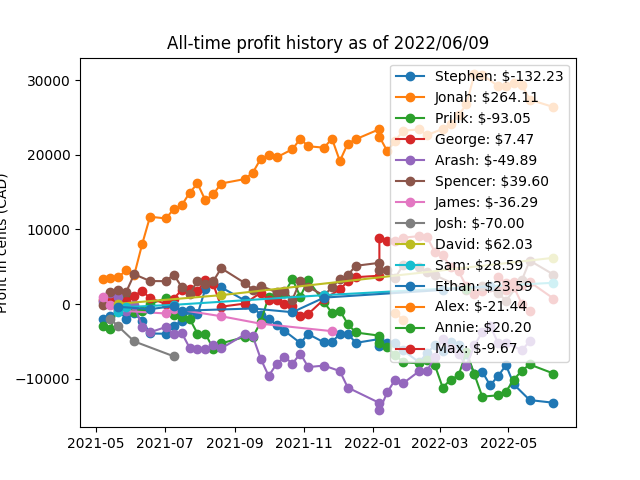 All-time profit history as of 2022/06/09
Profit in cents (CAD)
30000
20000
10000
0
−10000
Stephen: $-132.23
Jonah: $264.11
Prilik: $-93.05
George: $7.47
Arash: $-49.89
Spencer: $39.60
James: $-36.29
Josh: $-70.00
David: $62.03
Sam: $28.59
Ethan: $23.59
Alex: $-21.44
Annie: $20.20
Max: $-9.67
2021-05 2021-07 2021-09 2021-11 2022-01 2022-03 2022-05